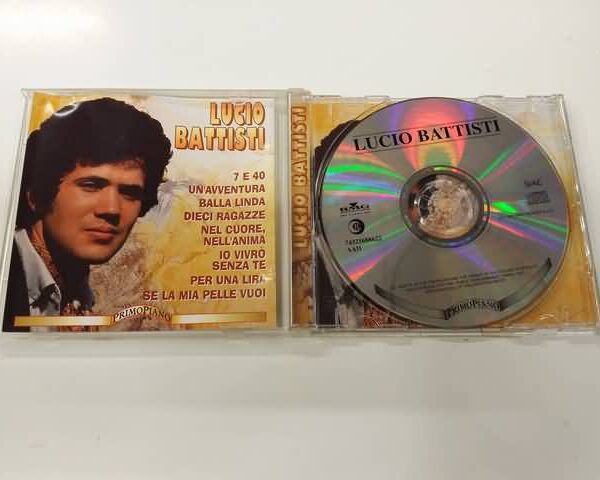 LUCIO
BATTISTI
7 E 40
UN'AVVENTURA
BALLA LINDA
DIECI RAGAZZE
NEL CUORE,
NELL'ANIMA
IO VIVRÒ
SENZA TE
PER UNA LIRA
SE LA MIA PELLE VUOI
PRIMOPIANO
LUCIO BATTISTI
LUCIO BATTISTI
BMG
SIAE
PRIMOPIANO